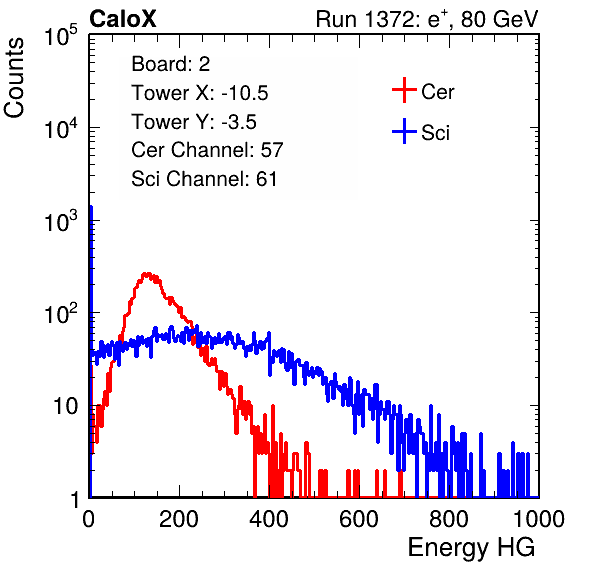 CaloX Run 1372: e⁺, 80 GeV
Board: 2
Tower X: -10.5
Tower Y: -3.5
Cer Channel: 57
Sci Channel: 61
Cer
Sci
Counts
10⁵
10⁴
10³
10²
10
1
0 200 400 600 800 1000
Energy HG